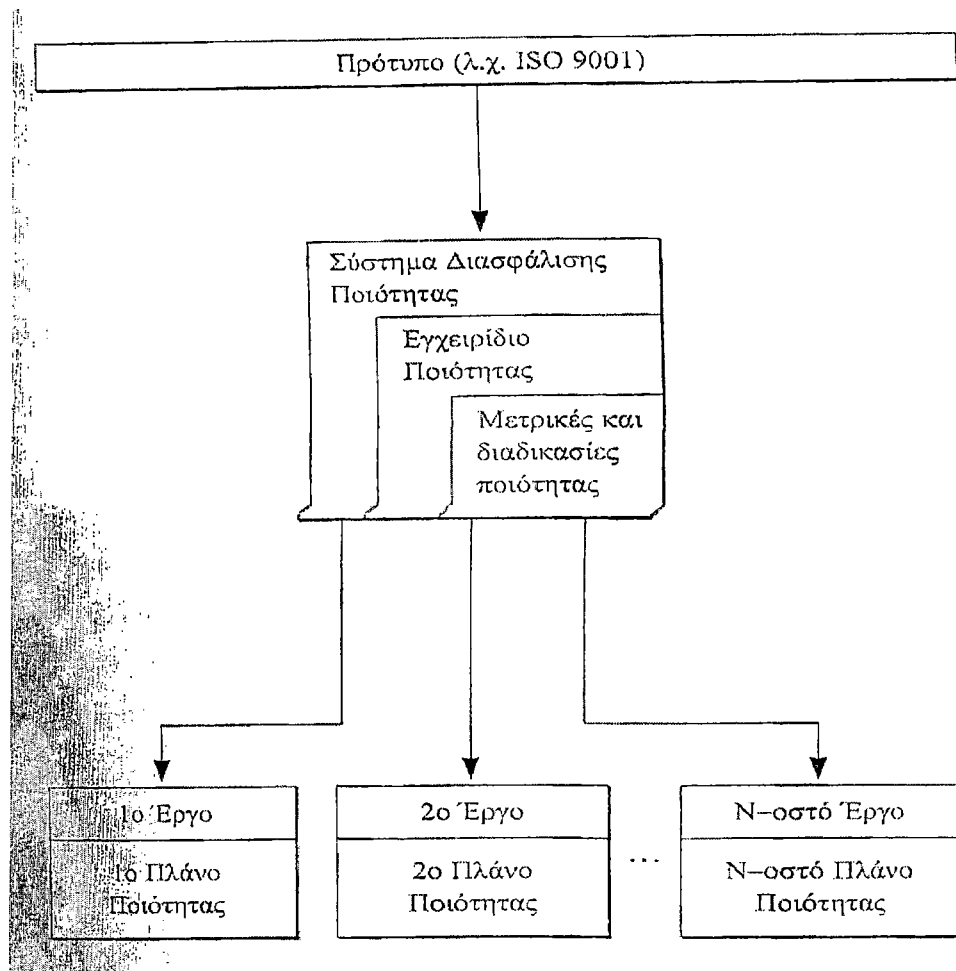 Πρότυπο (λ.χ. ISO 9001)
Σύστημα Διασφάλισης
Ποιότητας
Εγχειρίδιο
Ποιότητας
Μετρικές και
διαδικασίες
ποιότητας
1ο Έργο
1ο Πλάνο
Ποιότητας
2ο Έργο
2ο Πλάνο
Ποιότητας
...
Ν–οστό Έργο
Ν–οστό Πλάνο
Ποιότητας